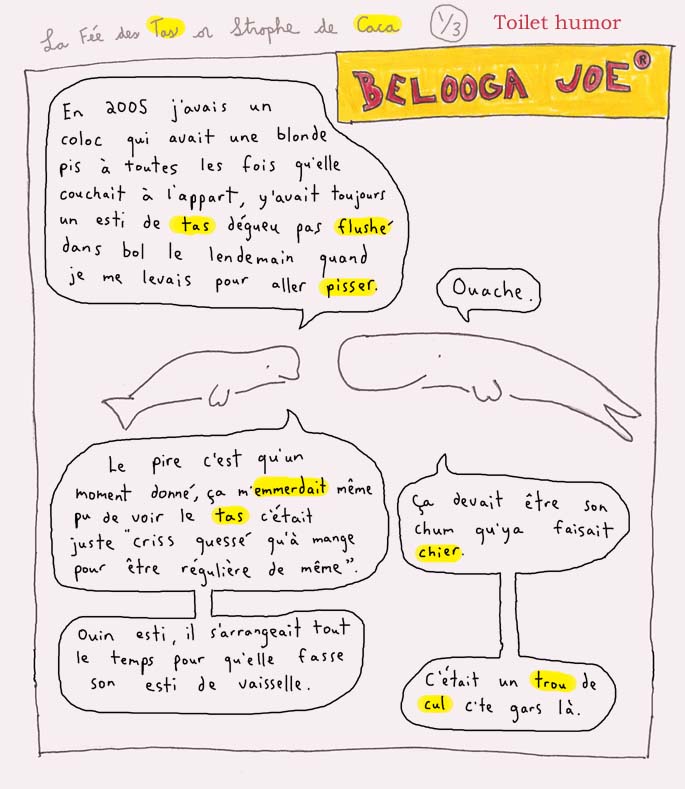 La Fée des Tas or Strophe de Caca 1/3 Toilet humor
BELOOGA JOE®
En 2005 j'avais un
coloc qui avait une blonde
pis à toutes les fois qu'elle
couchait à l'appart, y'avait toujours
un esti de tas dégueu pas flushé
dans bol le lendemain quand
je me levais pour aller pisser.
Ouache.
Le pire c'est qu'un
moment donné, ça m'emmerdait même
pu de voir le tas c'était
juste "criss quessé qu'à mange
pour être régulière de même".
Ça devait être son
chum qu'ya faisait
chier.
Ouin esti, il s'arrangeait tout
le temps pour qu'elle fasse
son esti de vaisselle.
C'était un trou de
cul c'te gars là.